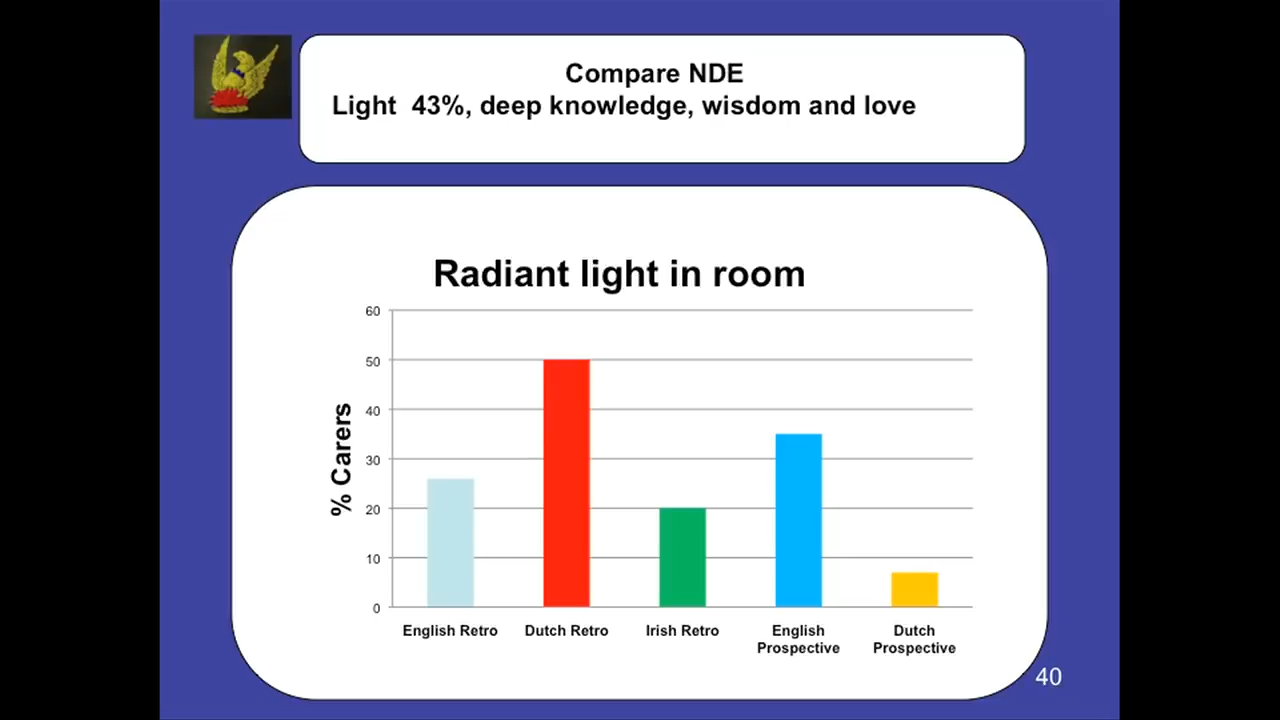 Compare NDE
Light 43%, deep knowledge, wisdom and love
Radiant light in room
% Carers
60
50
40
30
20
10
0
English Retro
Dutch Retro
Irish Retro
English
Prospective
Dutch
Prospective
40